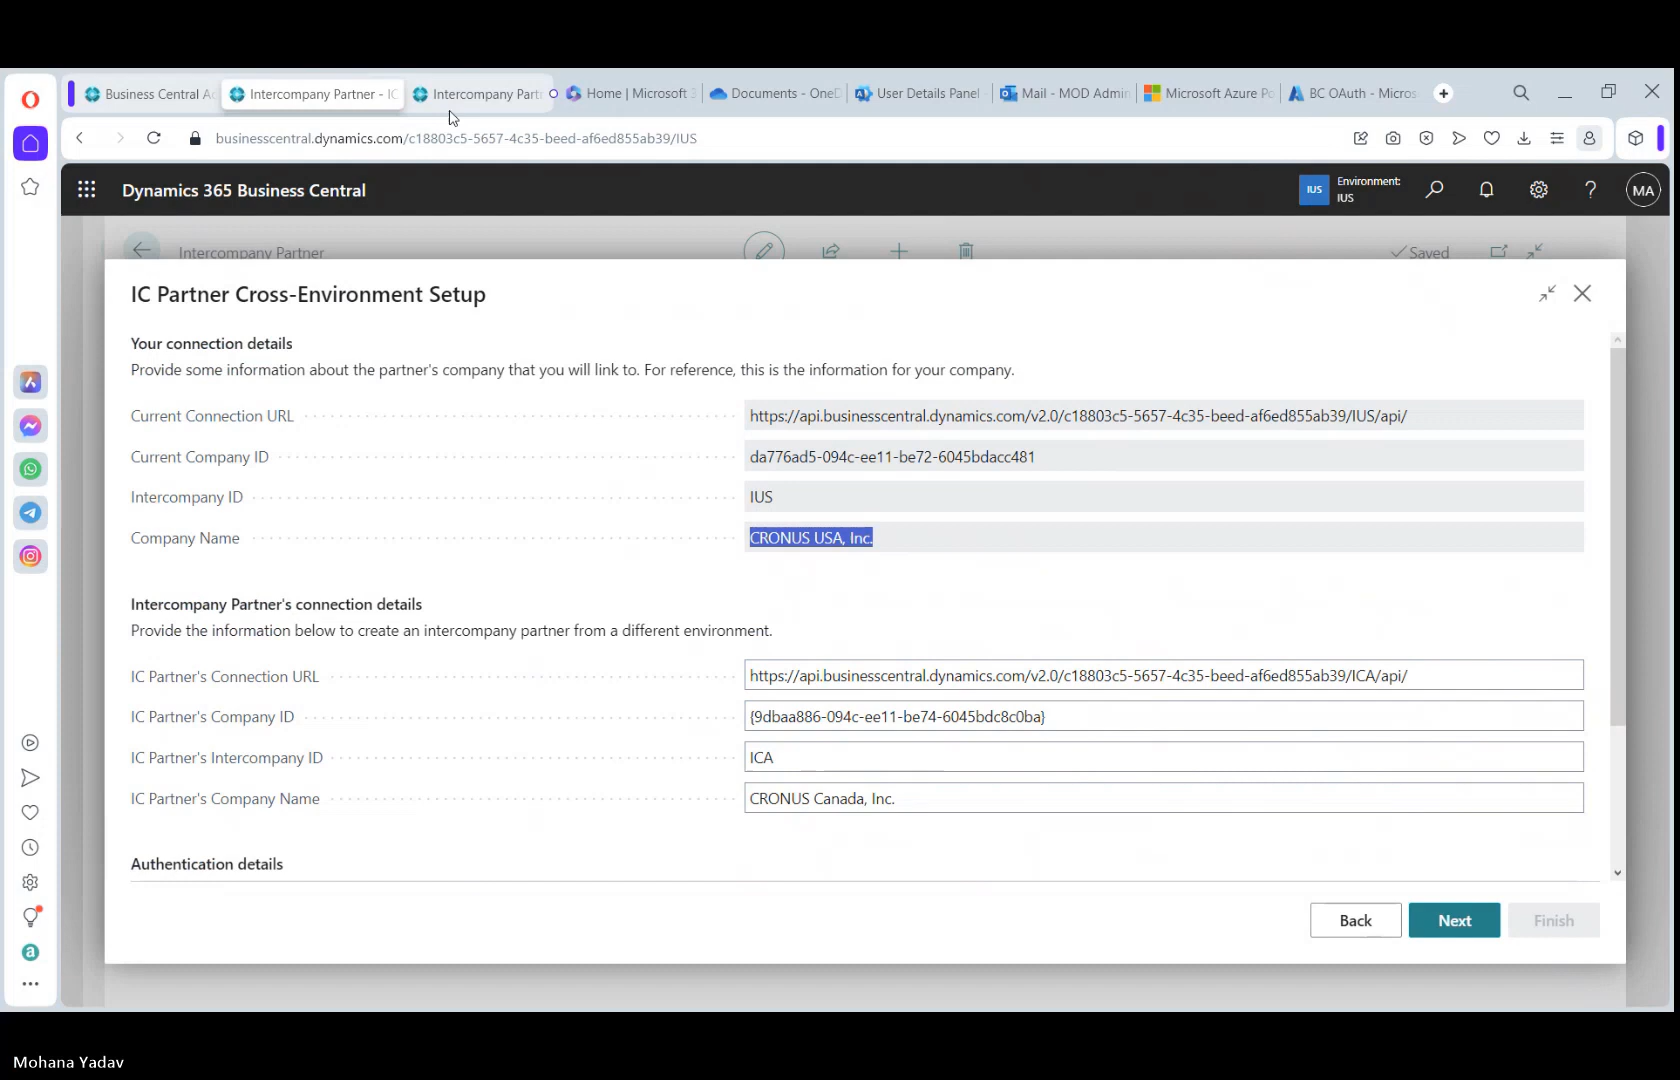 Business Central Ac
Intercompany Partner - IC
Intercompany Partn
Home | Microsoft 3
Documents - OneD
User Details Panel
Mail - MOD Admin
Microsoft Azure Po
BC OAuth - Micros
businesscentral.dynamics.com/c18803c5-5657-4c35-beed-af6ed855ab39/IUS
Dynamics 365 Business Central
IUS
Environment:
IUS
MA
Intercompany Partner
Saved
IC Partner Cross-Environment Setup
Your connection details
Provide some information about the partner's company that you will link to. For reference, this is the information for your company.
Current Connection URL https://api.businesscentral.dynamics.com/v2.0/c18803c5-5657-4c35-beed-af6ed855ab39/IUS/api/
Current Company ID da776ad5-094c-ee11-be72-6045bdacc481
Intercompany ID IUS
Company Name CRONUS USA, Inc.
Intercompany Partner's connection details
Provide the information below to create an intercompany partner from a different environment.
IC Partner's Connection URL https://api.businesscentral.dynamics.com/v2.0/c18803c5-5657-4c35-beed-af6ed855ab39/ICA/api/
IC Partner's Company ID {9dbaa886-094c-ee11-be74-6045bdc8c0ba}
IC Partner's Intercompany ID ICA
IC Partner's Company Name CRONUS Canada, Inc.
Authentication details
Back
Next
Finish
Mohana Yadav